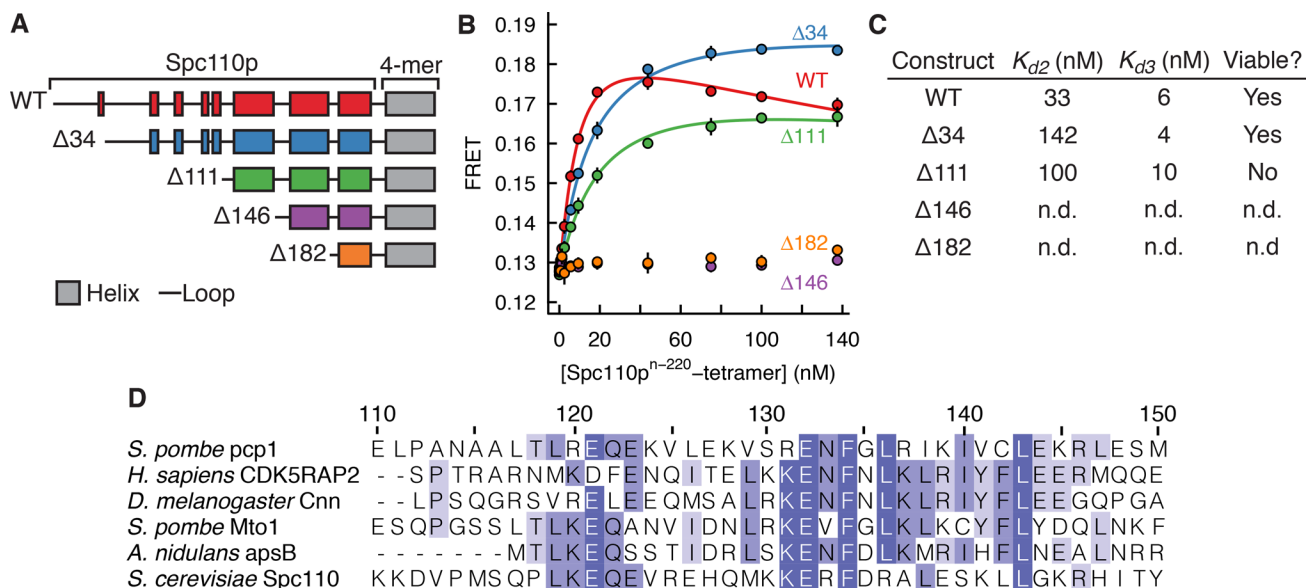 A
Spc110p
4-mer
WT
Δ34
Δ111
Δ146
Δ182
Helix
Loop
B
0.19
0.18
0.17
0.16
0.15
0.14
0.13
0.12
FRET
Δ34
WT
Δ111
Δ182
Δ146
0 20 60 100 140
[Spc110pⁿ⁻²²⁰–tetramer] (nM)
C
Construct Kd2 (nM) Kd3 (nM) Viable?
WT 33 6 Yes
Δ34 142 4 Yes
Δ111 100 10 No
Δ146 n.d. n.d. n.d.
Δ182 n.d. n.d. n.d
D
110 120 130 140 150
S. pombe pcp1 ELPANAALTLREQEKVLEKVSRENFGLRIKIVCLEKRLESM
H. sapiens CDK5RAP2 --SPTRARNMKDFENQITELKKENFNLKLRIYFLEERMQQE
D. melanogaster Cnn --LPSQGRSVRELEEQMSALRKENFNLKLRIYFLEEGQPGA
S. pombe Mto1 ESQPGSSLTLKEQANVIDNLRKEVFGLKLKCYFLYDQLNKF
A. nidulans apsB -------MTLKEQSSTIDRLSKENFDLKMRIHFLNEALNRR
S. cerevisiae Spc110 KKDVPMSQPLKEQEVREHQMKKERFDRALESKLLGKRHITY